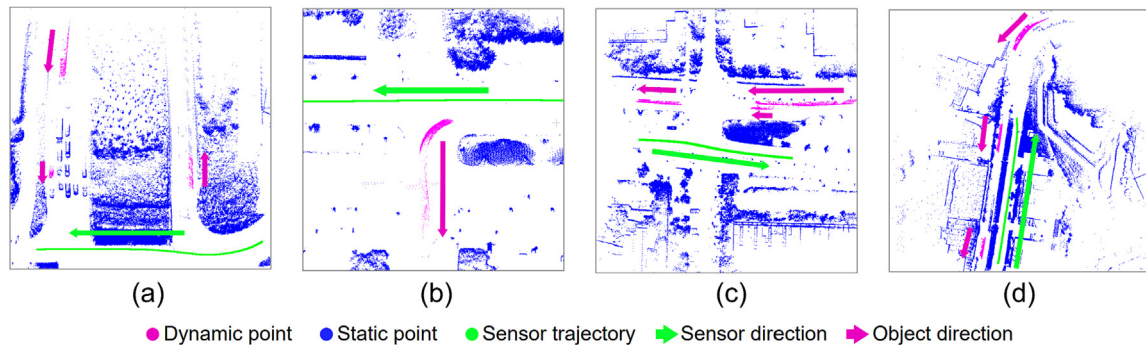 (a) (b) (c) (d)
Dynamic point Static point Sensor trajectory Sensor direction Object direction